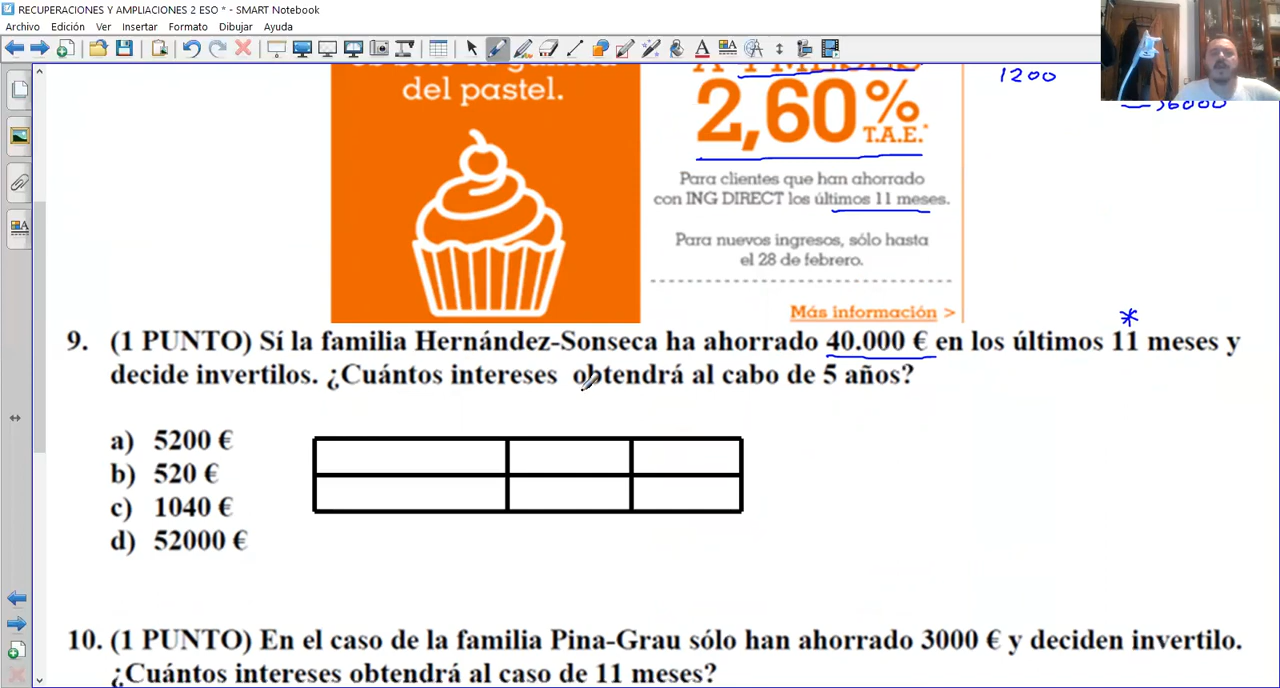 RECUPERACIONES Y AMPLIACIONES 2 ESO * - SMART Notebook
Archivo Edición Ver Insertar Formato Dibujar Ayuda
del pastel.
2,60%
T.A.E.*
1200
36000
Para clientes que han ahorrado
con ING DIRECT los últimos 11 meses.
Para nuevos ingresos, sólo hasta
el 28 de febrero.
Más información >
*
9. (1 PUNTO) Sí la familia Hernández-Sonseca ha ahorrado 40.000 € en los últimos 11 meses y
decide invertilos. ¿Cuántos intereses obtendrá al cabo de 5 años?
a) 5200 €
b) 520 €
c) 1040 €
d) 52000 €
10. (1 PUNTO) En el caso de la familia Pina-Grau sólo han ahorrado 3000 € y deciden invertilo.
¿Cuántos intereses obtendrá al caso de 11 meses?